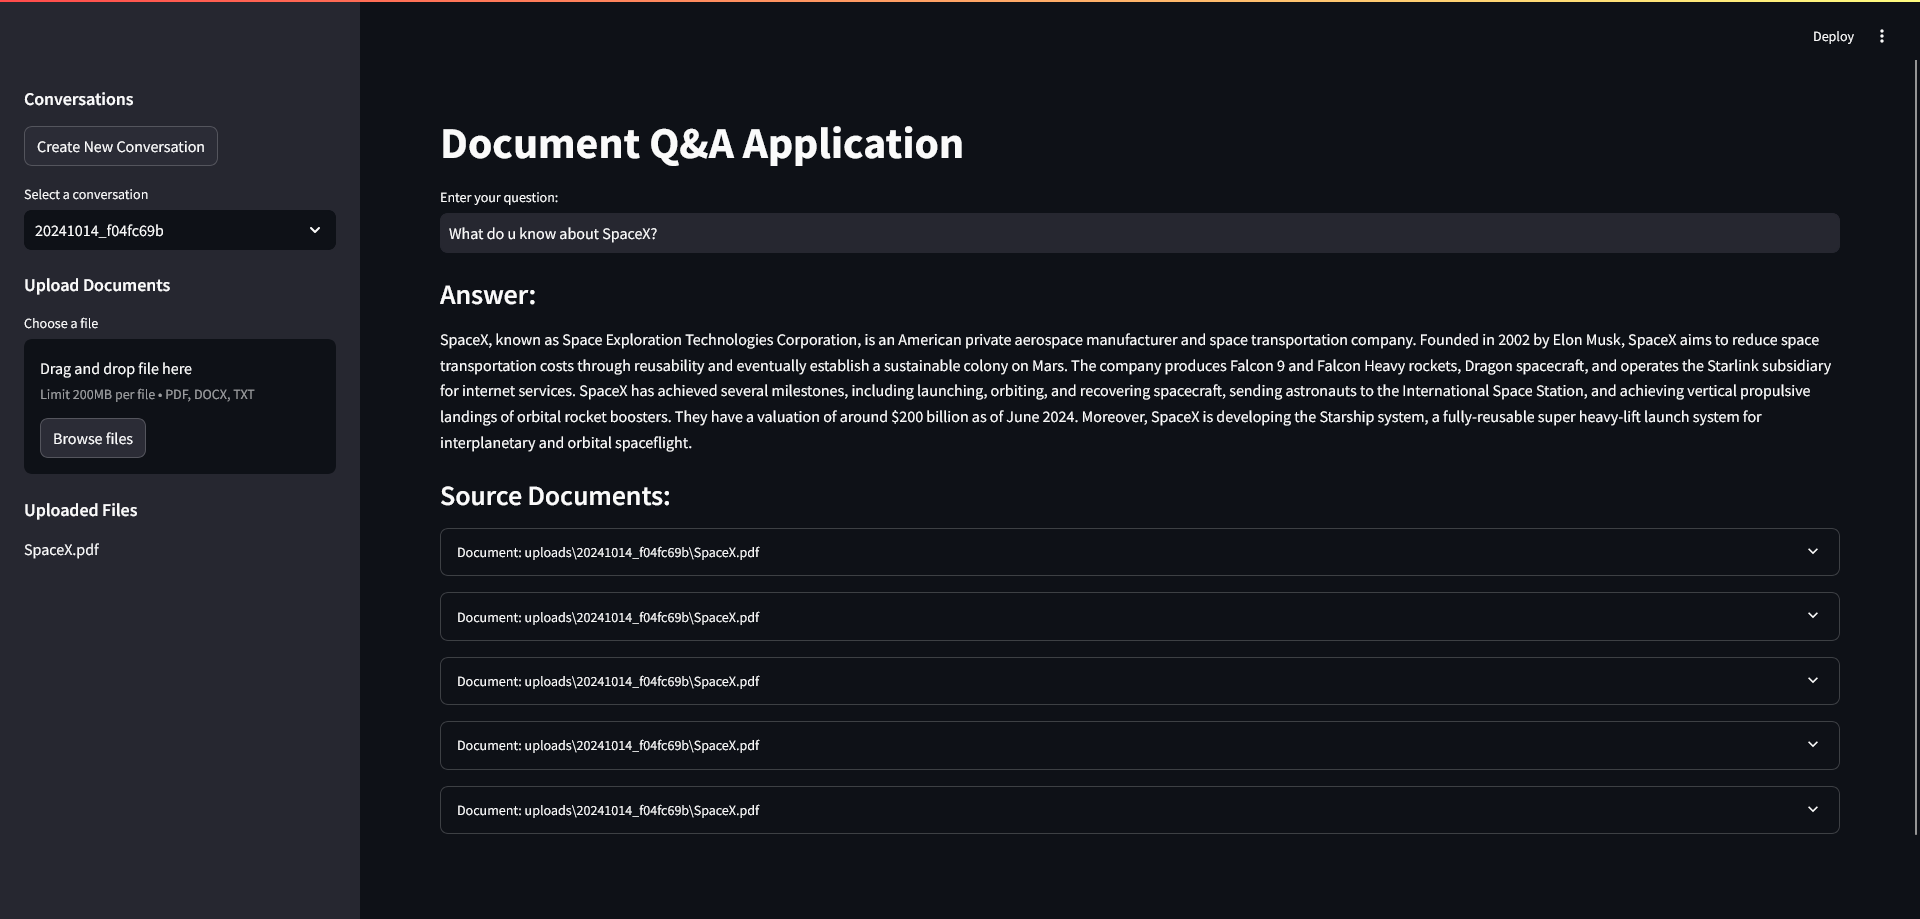 Deploy
Conversations
Create New Conversation
Select a conversation
20241014_f04fc69b
Upload Documents
Choose a file
Drag and drop file here
Limit 200MB per file • PDF, DOCX, TXT
Browse files
Uploaded Files
SpaceX.pdf
Document Q&A Application
Enter your question:
What do u know about SpaceX?
Answer:
SpaceX, known as Space Exploration Technologies Corporation, is an American private aerospace manufacturer and space transportation company. Founded in 2002 by Elon Musk, SpaceX aims to reduce space
transportation costs through reusability and eventually establish a sustainable colony on Mars. The company produces Falcon 9 and Falcon Heavy rockets, Dragon spacecraft, and operates the Starlink subsidiary
for internet services. SpaceX has achieved several milestones, including launching, orbiting, and recovering spacecraft, sending astronauts to the International Space Station, and achieving vertical propulsive
landings of orbital rocket boosters. They have a valuation of around $200 billion as of June 2024. Moreover, SpaceX is developing the Starship system, a fully-reusable super heavy-lift launch system for
interplanetary and orbital spaceflight.
Source Documents:
Document: uploads\20241014_f04fc69b\SpaceX.pdf
Document: uploads\20241014_f04fc69b\SpaceX.pdf
Document: uploads\20241014_f04fc69b\SpaceX.pdf
Document: uploads\20241014_f04fc69b\SpaceX.pdf
Document: uploads\20241014_f04fc69b\SpaceX.pdf